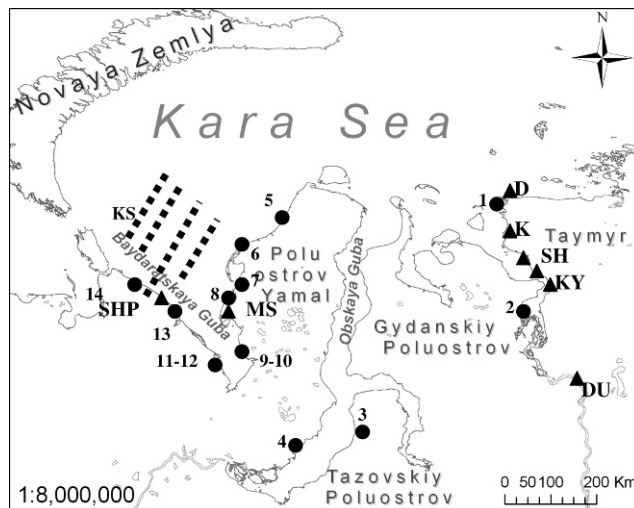 N
Novaya Zemlya
Kara Sea
KS
5
1
D
K
Taymyr
6
Polu
ostrov
Yamal
SH
KY
7
8
Baydaratskaya Guba
Obskaya Guba
14
SHP
MS
Gydanskiy
Poluostrov
2
13
11-12
9-10
DU
3
4
Tazovskiy
Poluostrov
1:8,000,000
0 50 100 200 Km